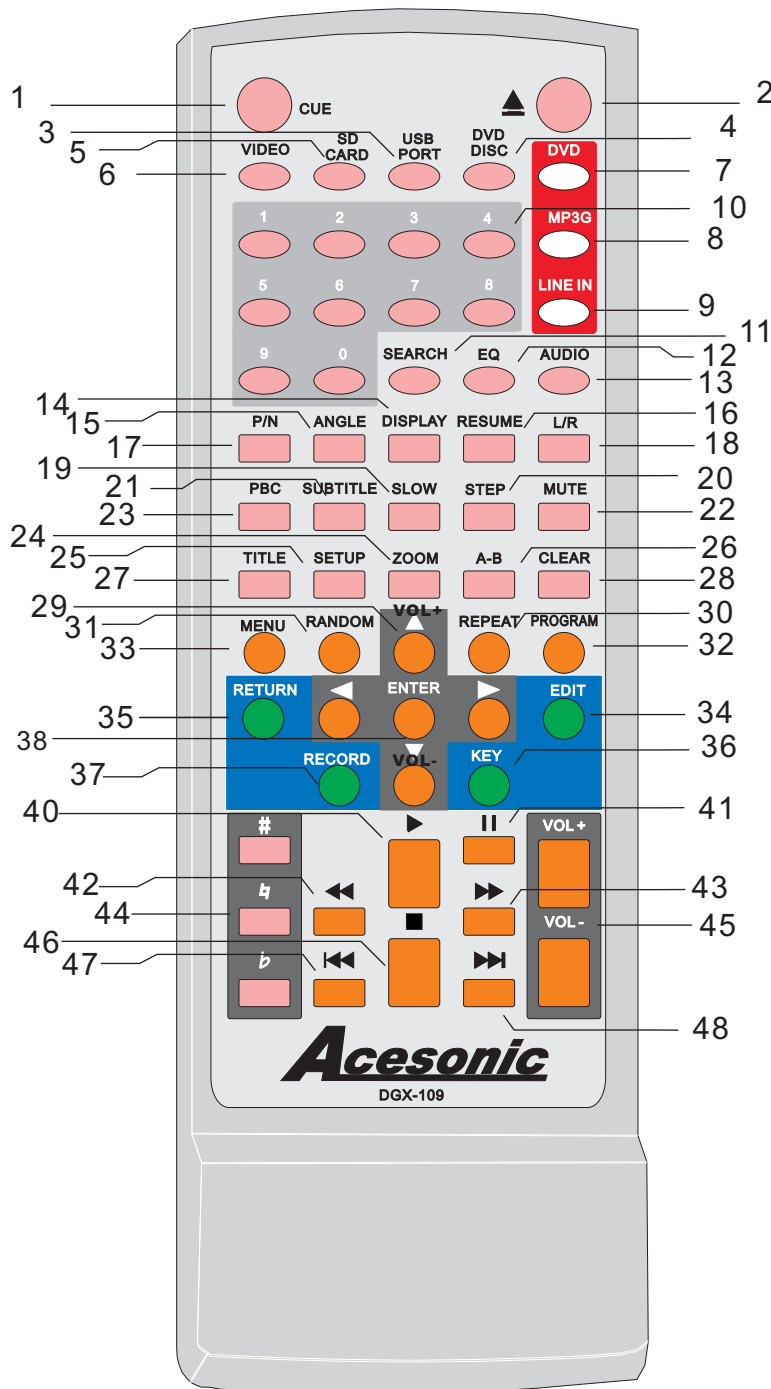 1 CUE 2
3 SD USB DVD 4
5 VIDEO CARD PORT DISC DVD
6 7
1 2 3 4 MP3G 10
8
5 6 7 8 LINE IN
9
9 0 SEARCH EQ AUDIO 11
12
13
14
15 P/N ANGLE DISPLAY RESUME L/R 16
17 18
19 20
21 PBC SUBTITLE SLOW STEP MUTE
23 22
24
25 TITLE SETUP ZOOM A-B CLEAR 26
27 28
29 VOL+ 30
31 MENU RANDOM REPEAT PROGRAM
33 32
RETURN ENTER EDIT
35 34
38 RECORD VOL- KEY 36
37
40 41
# VOL+
42 43
♮ VOL-
44 45
46
47 ♭
48
Acesonic
DGX-109